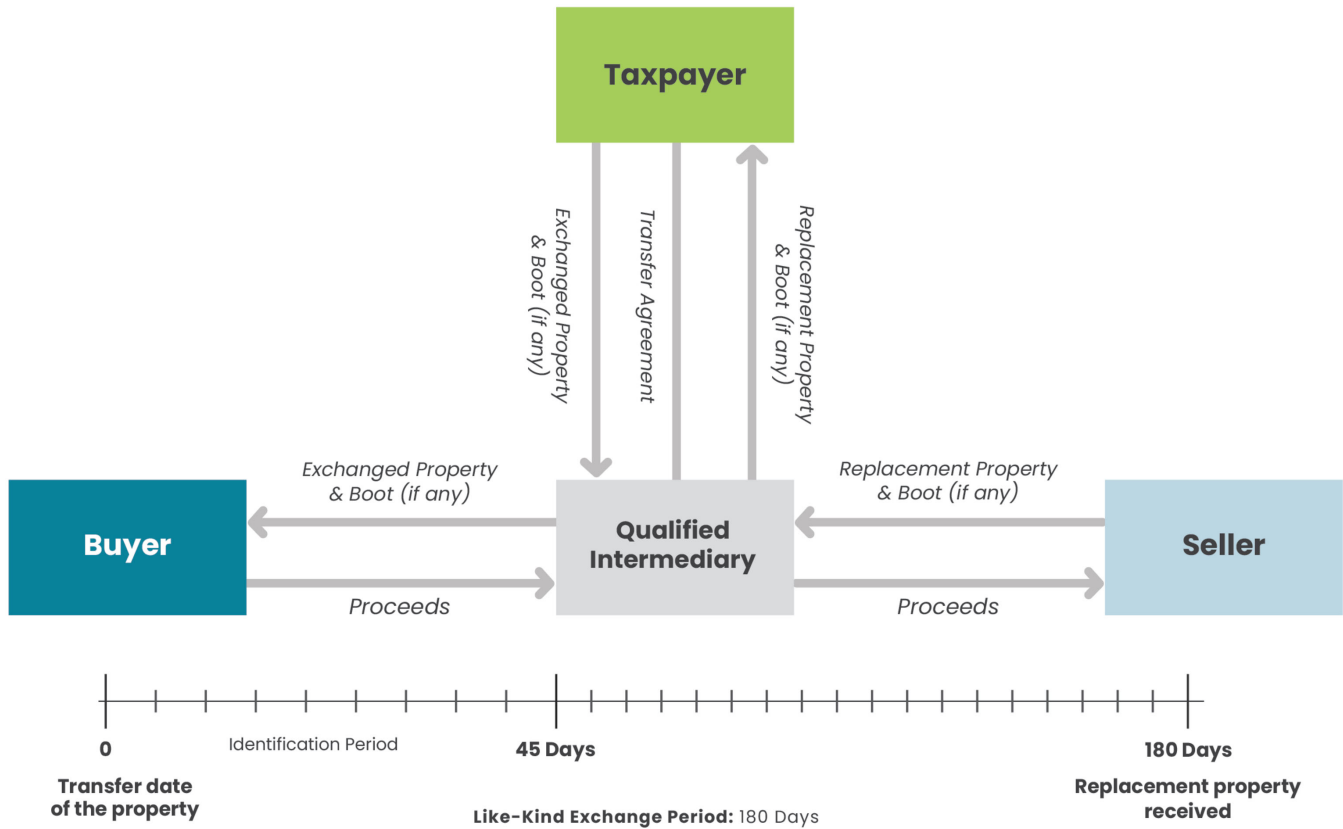 Taxpayer
Exchanged Property
& Boot (if any)
Transfer Agreement
Replacement Property
& Boot (if
any)
Exchanged Property
& Boot (if any)
Replacement Property
& Boot (if any)
Buyer
Qualified
Intermediary
Seller
Proceeds
Proceeds
0
Identification Period
45 Days
180 Days
Transfer date
of the property
Replacement property
received
Like-Kind Exchange Period: 180 Days